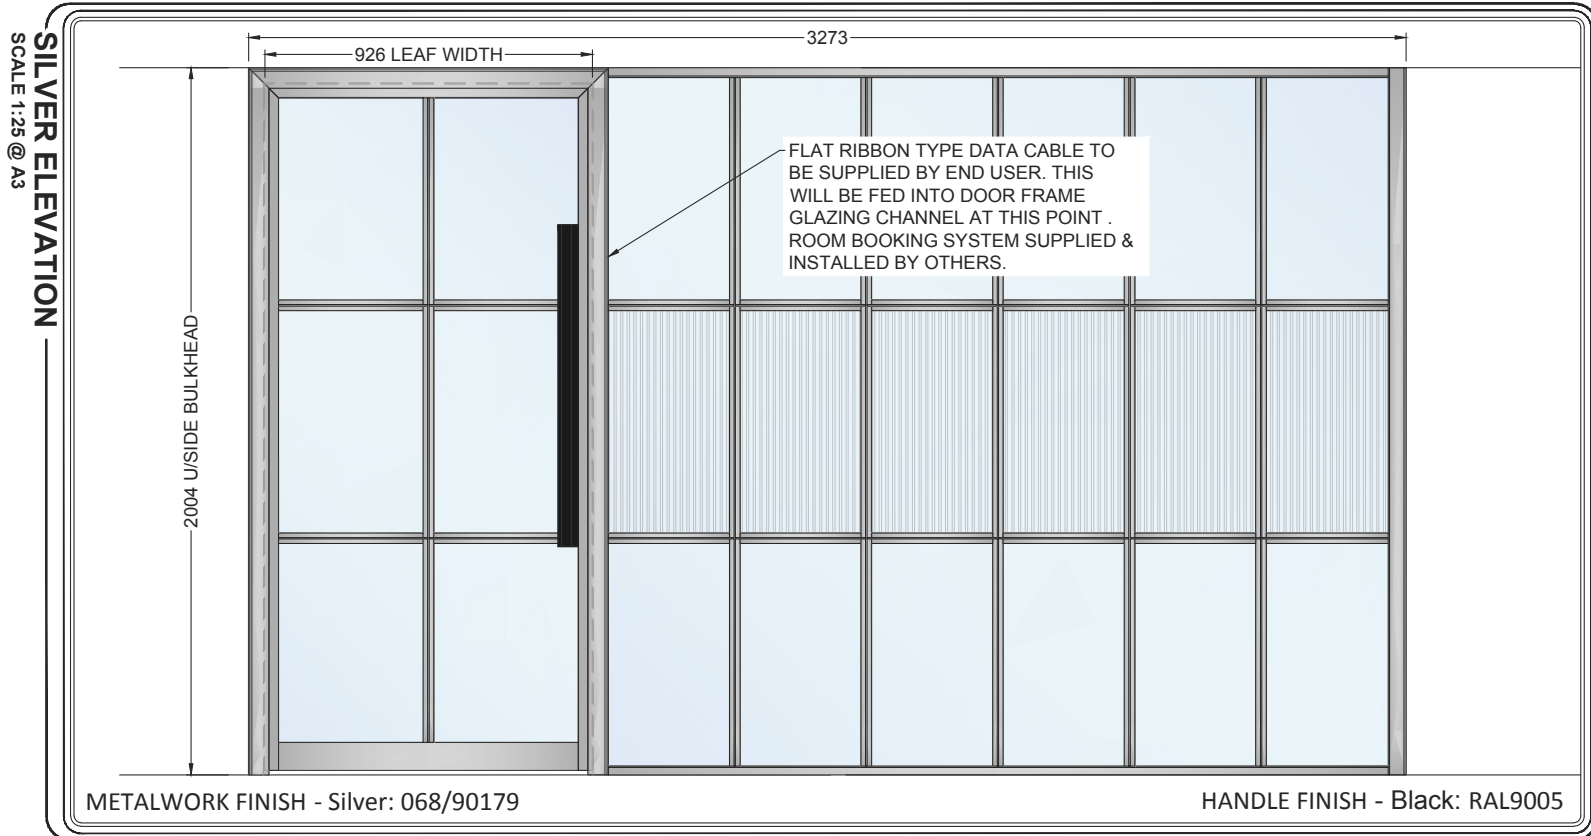 SILVER ELEVATION
SCALE 1:25 @ A3
3273
926 LEAF WIDTH
FLAT RIBBON TYPE DATA CABLE TO
BE SUPPLIED BY END USER. THIS
WILL BE FED INTO DOOR FRAME
GLAZING CHANNEL AT THIS POINT .
ROOM BOOKING SYSTEM SUPPLIED &
INSTALLED BY OTHERS.
2004 U/SIDE BULKHEAD
METALWORK FINISH - Silver: 068/90179
HANDLE FINISH - Black: RAL9005